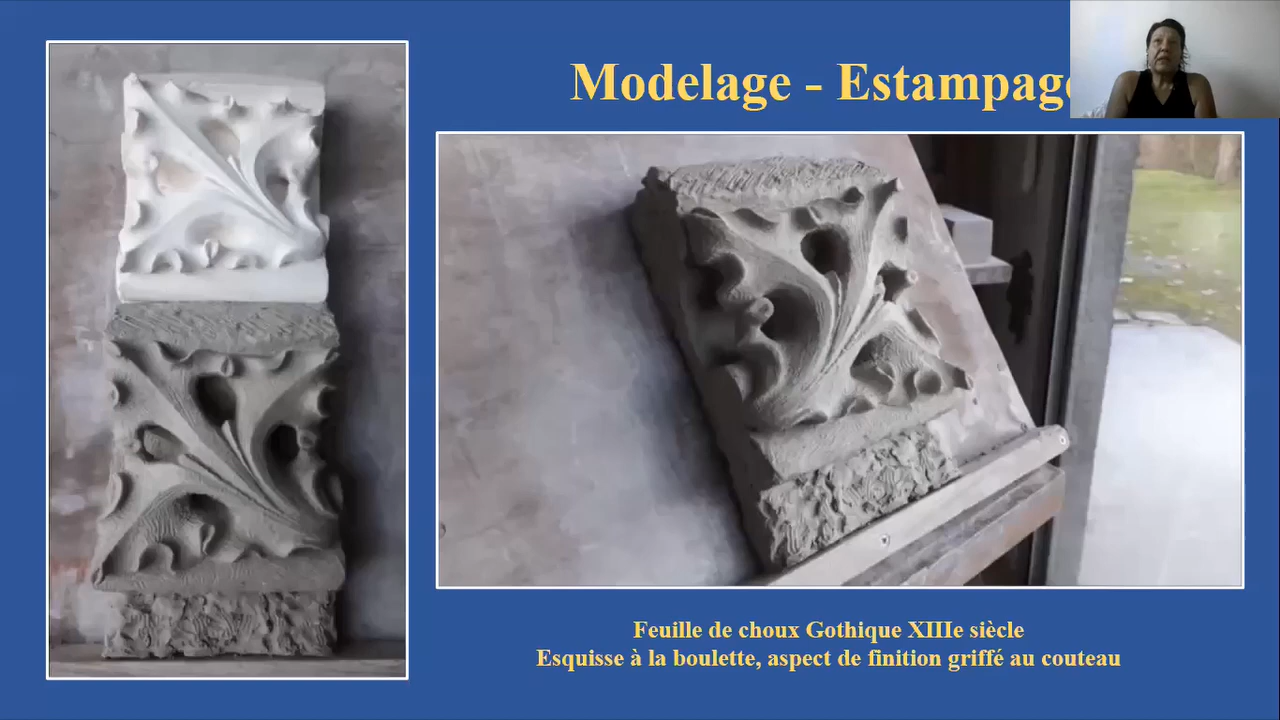 Modelage - Estampage
Feuille de choux Gothique XIIIe siècle
Esquisse à la boulette, aspect de finition griffé au couteau